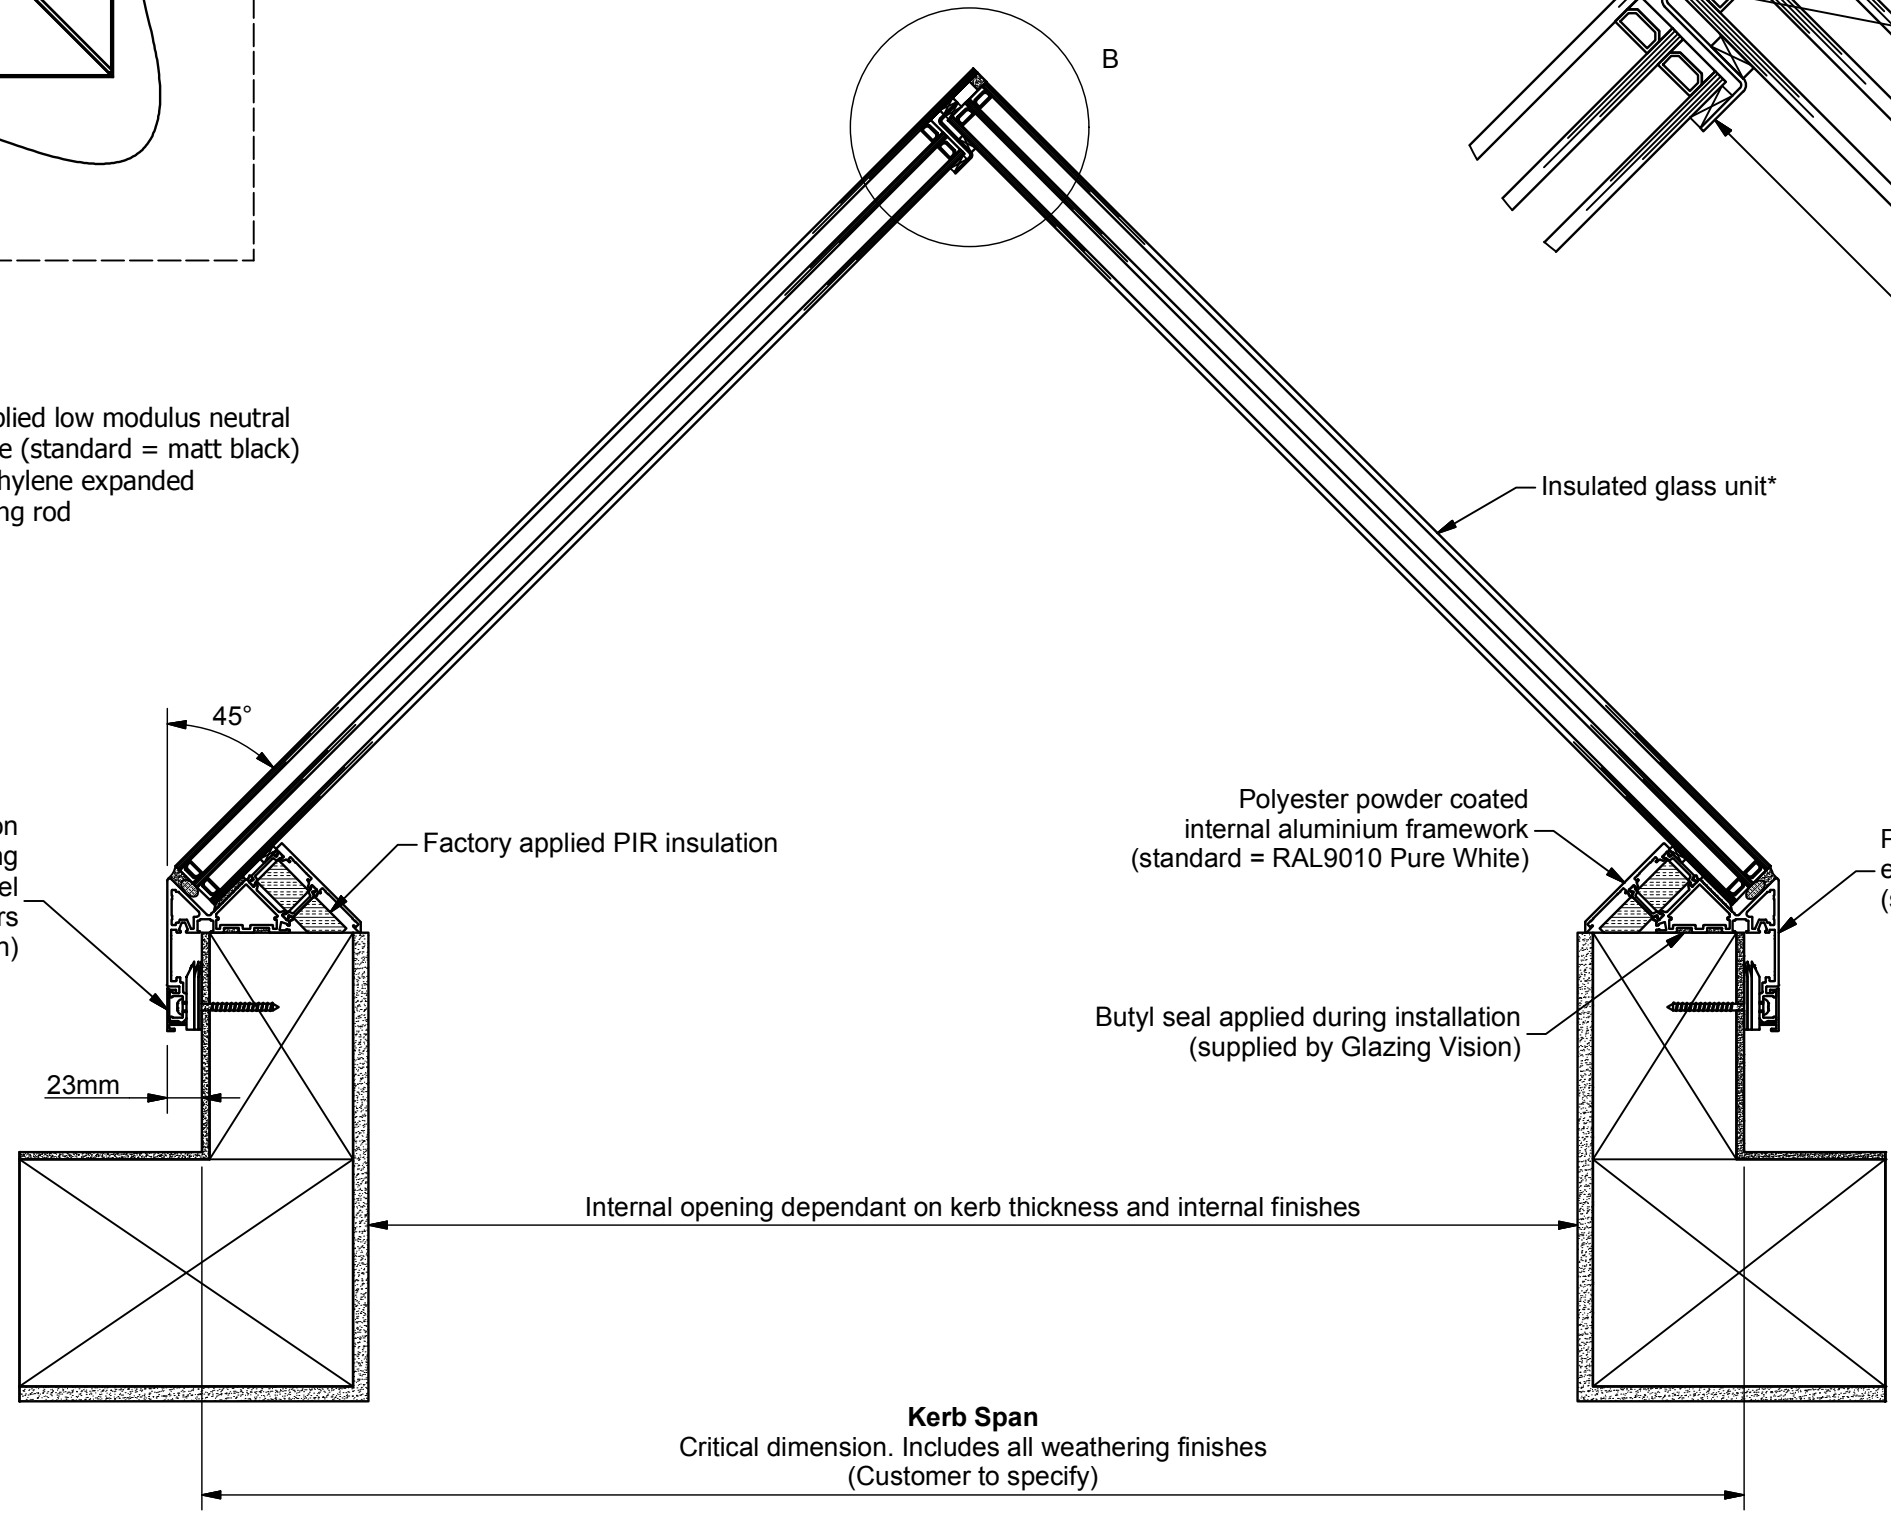 B
plied low modulus neutral
e (standard = matt black)
hylene expanded
ng rod
Insulated glass unit*
45°
Factory applied PIR insulation
Polyester powder coated
internal aluminium framework
(standard = RAL9010 Pure White)
on
ng
el
rs
n)
P
e
(s
Butyl seal applied during installation
(supplied by Glazing Vision)
23mm
Internal opening dependant on kerb thickness and internal finishes
Kerb Span
Critical dimension. Includes all weathering finishes
(Customer to specify)